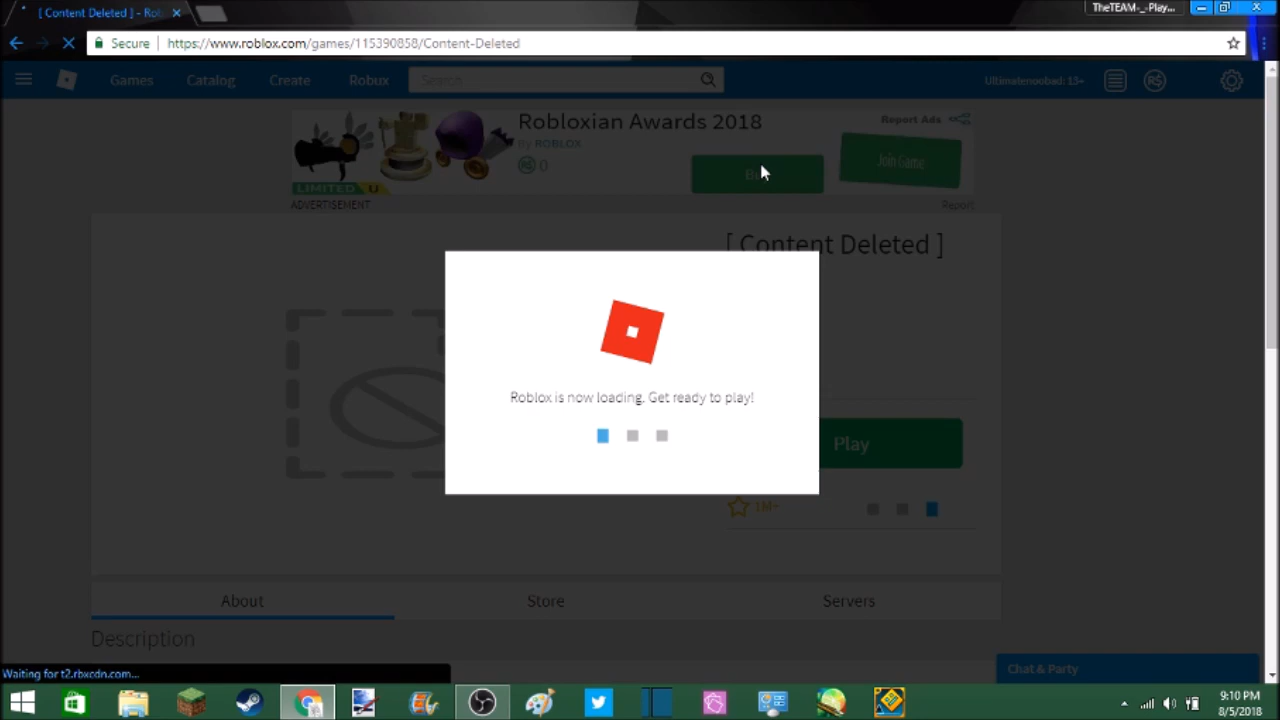 [ Content Deleted ] - Rob
TheTEAM-_-Play...
Secure
https://www.roblox.com/games/115390858/Content-Deleted
Games
Catalog
Create
Robux
Search
Ultimatenoobad: 13+
Robloxian Awards 2018
By ROBLOX
0
LIMITED U
Report Ads
Join Game
ADVERTISEMENT
Report
[ Content Deleted ]
Roblox is now loading. Get ready to play!
Play
1M+
About
Store
Servers
Description
Chat & Party
Waiting for t2.rbxcdn.com...
9:10 PM
8/5/2018